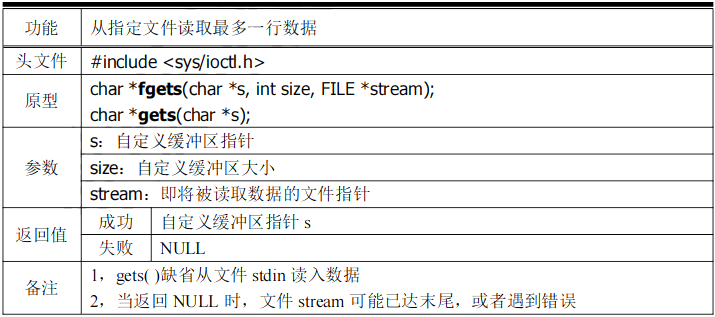 功能 从指定文件读取最多一行数据
头文件 #include <sys/ioctl.h>
原型 char *fgets(char *s, int size, FILE *stream);
char *gets(char *s);
参数 s：自定义缓冲区指针
size：自定义缓冲区大小
stream：即将被读取数据的文件指针
返回值 成功 自定义缓冲区指针 s
失败 NULL
备注 1，gets( )缺省从文件 stdin 读入数据
2，当返回 NULL 时，文件 stream 可能已达末尾，或者遇到错误